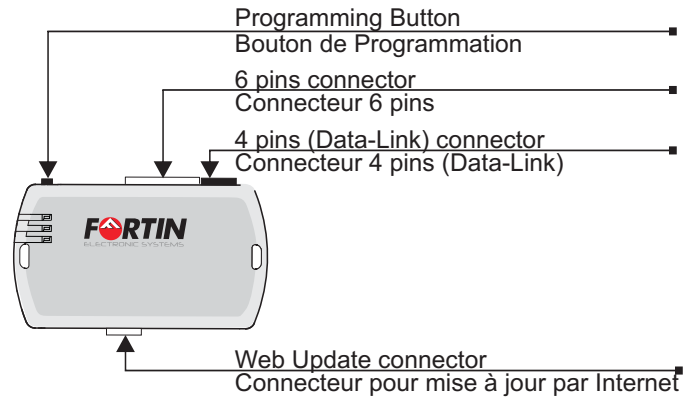 Programming Button
Bouton de Programmation
6 pins connector
Connecteur 6 pins
4 pins (Data-Link) connector
Connecteur 4 pins (Data-Link)
FORTIN
ELECTRONIC SYSTEMS
Web Update connector
Connecteur pour mise à jour par Internet